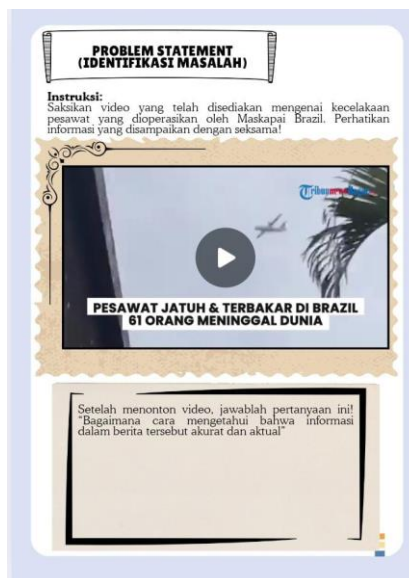 PROBLEM STATEMENT
(IDENTIFIKASI MASALAH)
Instruksi:
Saksikan video yang telah disediakan mengenai kecelakaan
pesawat yang dioperasikan oleh Maskapai Brazil. Perhatikan
informasi yang disampaikan dengan seksama!
PESAWAT JATUH & TERBAKAR DI BRAZIL
61 ORANG MENINGGAL DUNIA
Setelah menonton video, jawablah pertanyaan ini!
"Bagaimana cara mengetahui bahwa informasi
dalam berita tersebut akurat dan aktual"